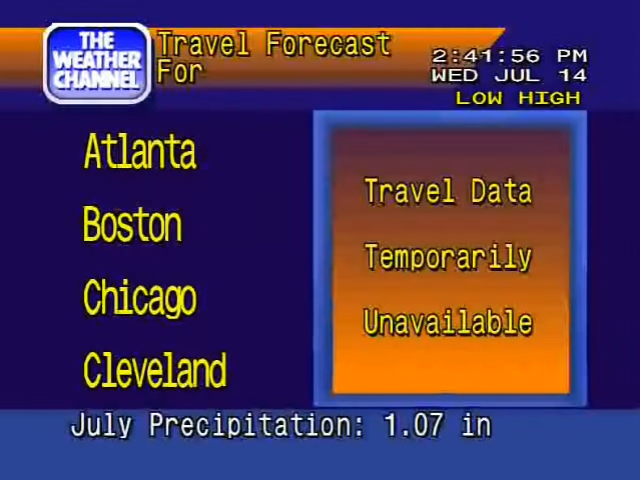 THE
WEATHER
CHANNEL
Travel Forecast
For
2:41:56 PM
WED JUL 14
LOW HIGH
Atlanta
Boston
Chicago
Cleveland
Travel Data
Temporarily
Unavailable
July Precipitation: 1.07 in